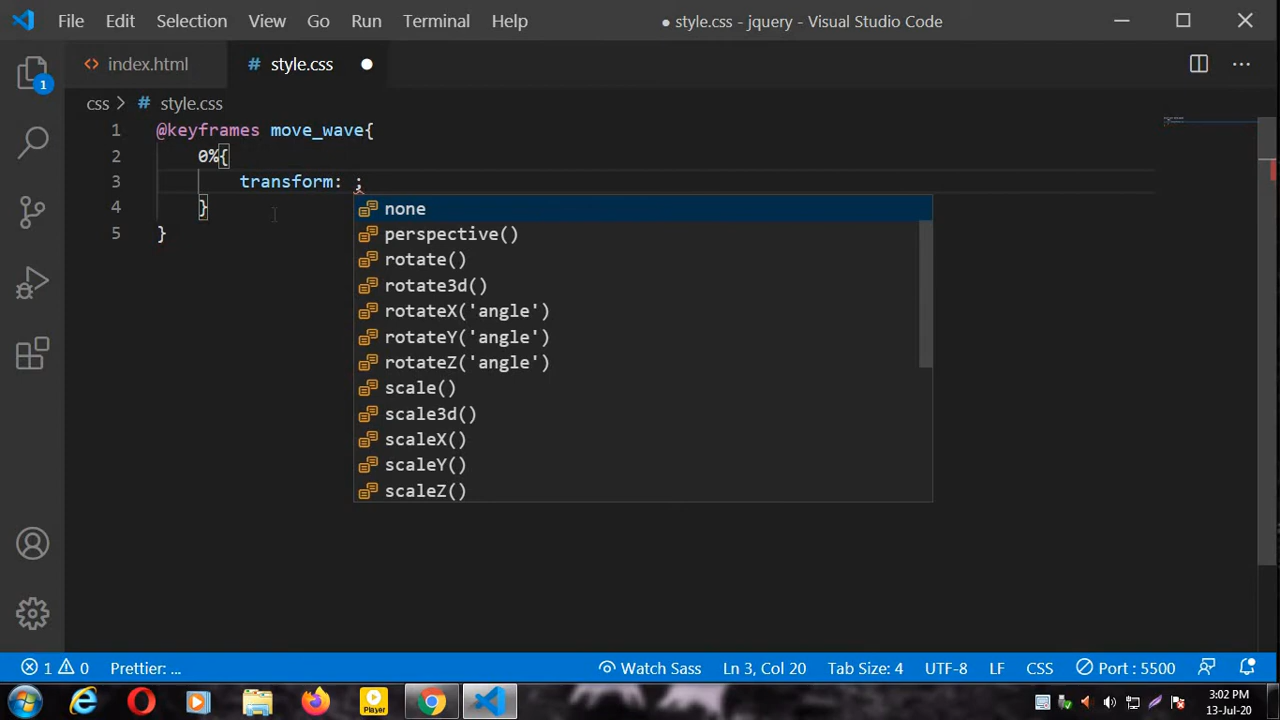 File Edit Selection View Go Run Terminal Help
● style.css - jquery - Visual Studio Code
<> index.html
# style.css ●
1
css > # style.css
1 @keyframes move_wave{
2 0%{
3 transform: ;
4 }
5 }
none
perspective()
rotate()
rotate3d()
rotateX('angle')
rotateY('angle')
rotateZ('angle')
scale()
scale3d()
scaleX()
scaleY()
scaleZ()
1 0 Prettier: ... Watch Sass Ln 3, Col 20 Tab Size: 4 UTF-8 LF CSS Port : 5500
Player
3:02 PM
13-Jul-20